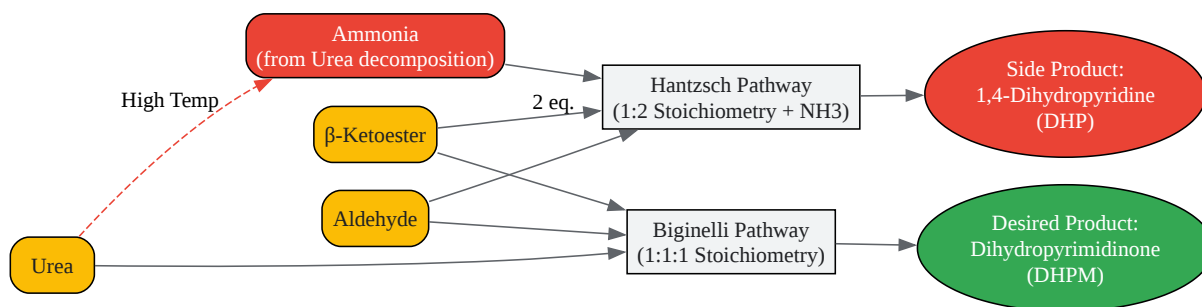 Ammonia
(from Urea decomposition)
High Temp
2 eq.
β-Ketoester
Aldehyde
Urea
Hantzsch Pathway
(1:2 Stoichiometry + NH3)
Biginelli Pathway
(1:1:1 Stoichiometry)
Side Product:
1,4-Dihydropyridine
(DHP)
Desired Product:
Dihydropyrimidinone
(DHPM)